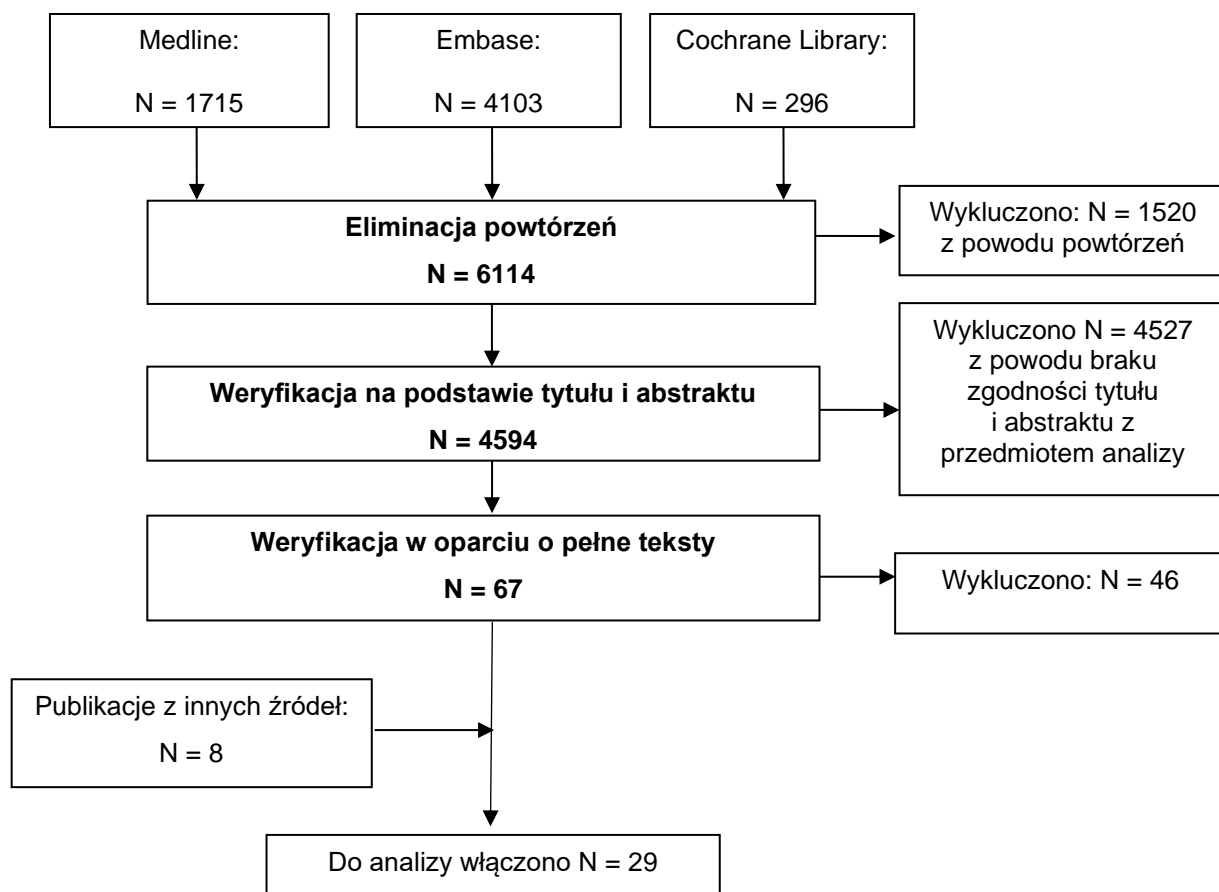 Medline:
N = 1715
Embase:
N = 4103
Cochrane Library:
N = 296
Eliminacja powtórzeń
N = 6114
Wykluczono: N = 1520
z powodu powtórzeń
Weryfikacja na podstawie tytułu i abstraktu
N = 4594
Wykluczono N = 4527
z powodu braku
zgodności tytułu
i abstraktu z
przedmiotem analizy
Weryfikacja w oparciu o pełne teksty
N = 67
Wykluczono: N = 46
Publikacje z innych źródeł:
N = 8
Do analizy włączono N = 29